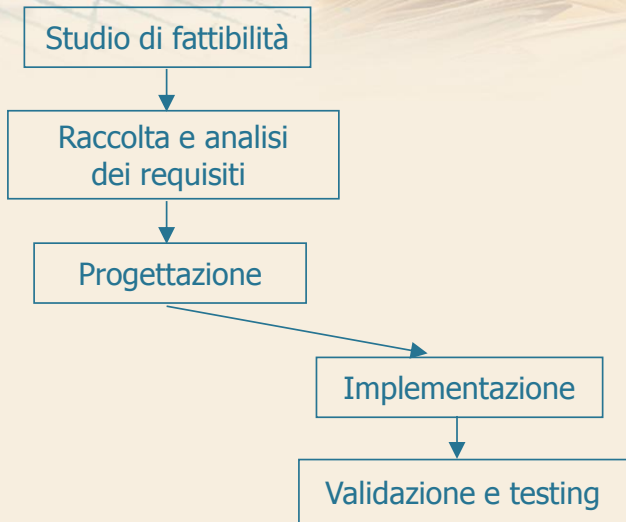 Studio di fattibilità
Raccolta e analisi
dei requisiti
Progettazione
Implementazione
Validazione e testing